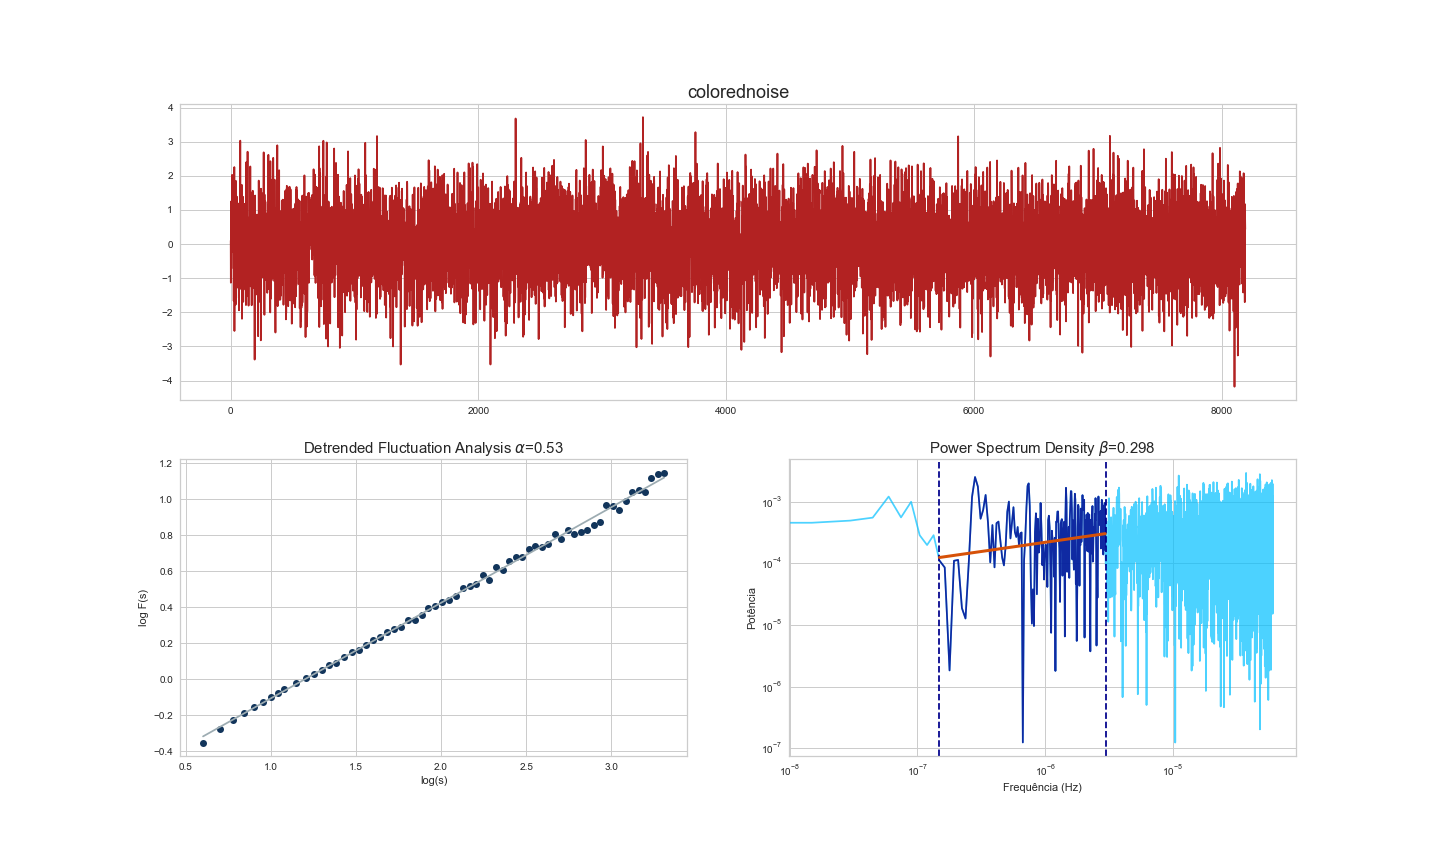 colorednoise
4
3
2
1
0
−1
−2
−3
−4
0 2000 4000 6000 8000
Detrended Fluctuation Analysis α=0.53
log F(s)
1.2
1.0
0.8
0.6
0.4
0.2
0.0
−0.2
−0.4
0.5 1.0 1.5 2.0 2.5 3.0
log(s)
Power Spectrum Density β=0.298
Potência
10⁻³
10⁻⁴
10⁻⁵
10⁻⁶
10⁻⁷
10⁻⁸ 10⁻⁷ 10⁻⁶ 10⁻⁵
Frequência (Hz)